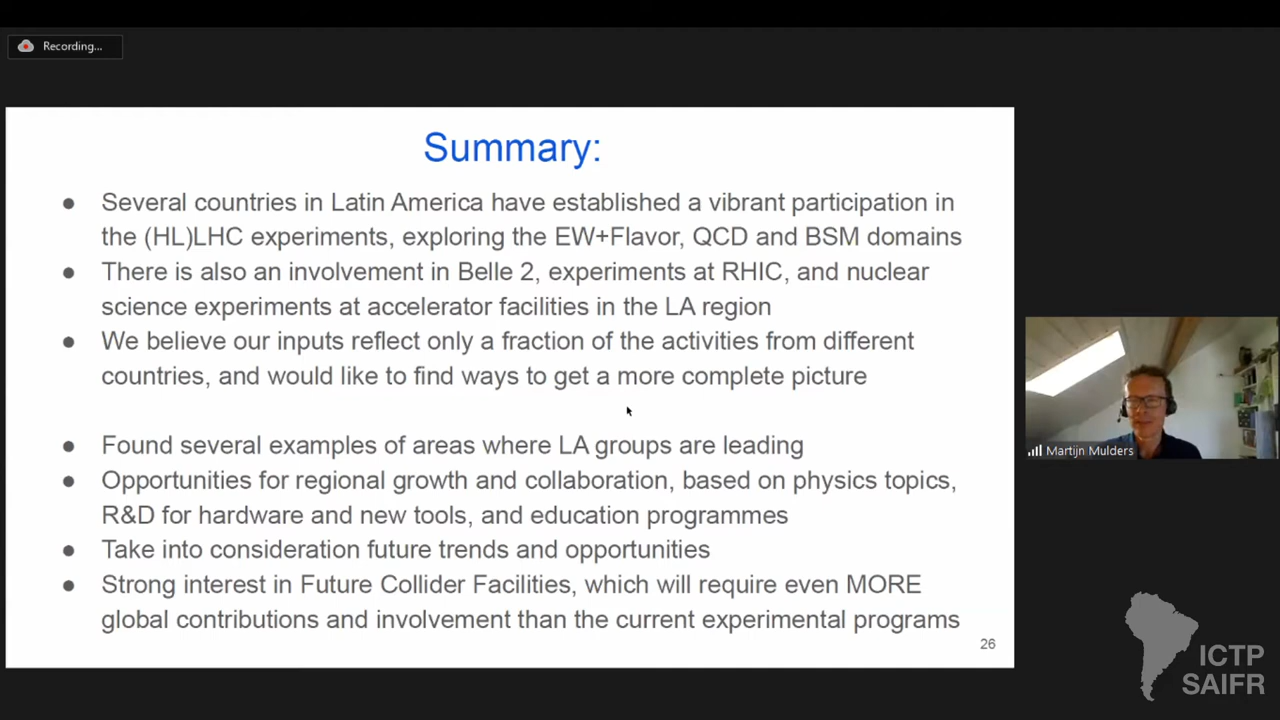 Recording...
Summary:
● Several countries in Latin America have established a vibrant participation in
the (HL)LHC experiments, exploring the EW+Flavor, QCD and BSM domains
● There is also an involvement in Belle 2, experiments at RHIC, and nuclear
science experiments at accelerator facilities in the LA region
● We believe our inputs reflect only a fraction of the activities from different
countries, and would like to find ways to get a more complete picture
● Found several examples of areas where LA groups are leading
● Opportunities for regional growth and collaboration, based on physics topics,
R&D for hardware and new tools, and education programmes
● Take into consideration future trends and opportunities
● Strong interest in Future Collider Facilities, which will require even MORE
global contributions and involvement than the current experimental programs
26
Martijn Mulders
ICTP
SAIFR